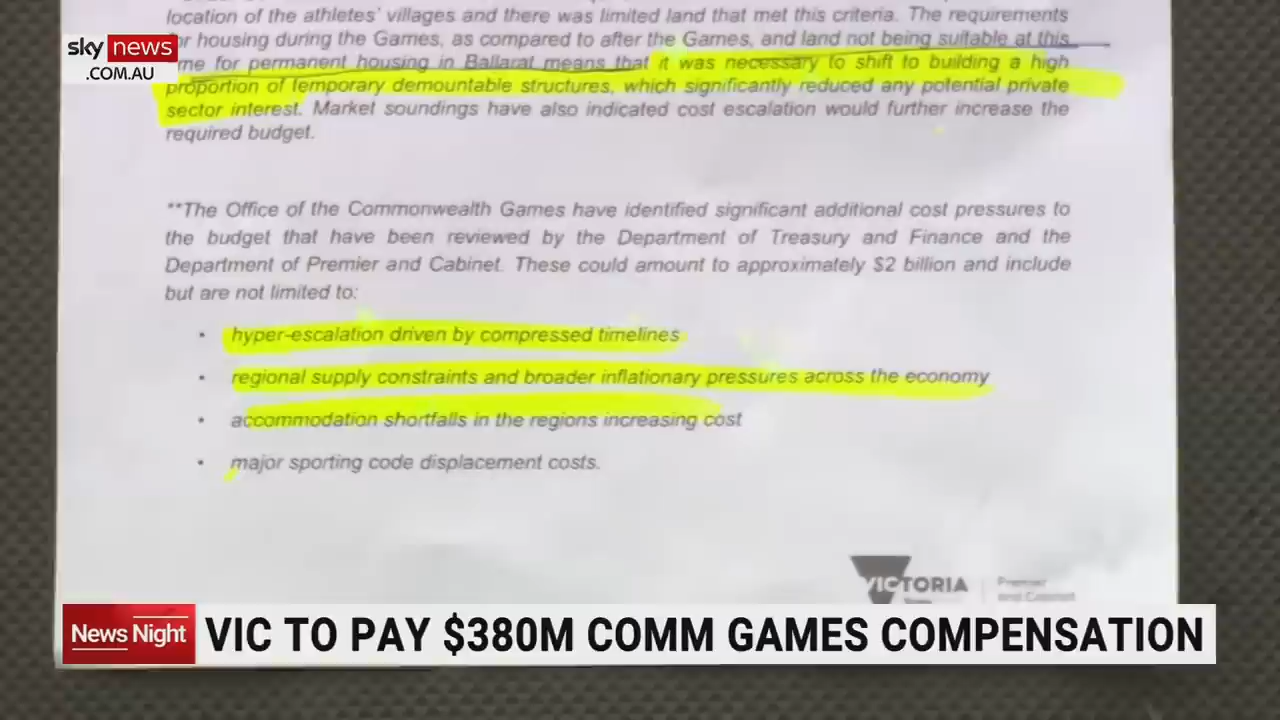 location of the athletes' villages and there was limited land that met this criteria. The requirements
sky news
for housing during the Games, as compared to after the Games, and land not being suitable at this
.COM.AU
me for permanent housing in Ballarat means that it was necessary to shift to building a high
proportion of temporary demountable structures, which significantly reduced any potential private
sector interest. Market soundings have also indicated cost escalation would further increase the
required budget.
**The Office of the Commonwealth Games have identified significant additional cost pressures to
the budget that have been reviewed by the Department of Treasury and Finance and the
Department of Premier and Cabinet. These could amount to approximately $2 billion and include
but are not limited to:
• hyper-escalation driven by compressed timelines
• regional supply constraints and broader inflationary pressures across the economy
• accommodation shortfalls in the regions increasing cost
• major sporting code displacement costs.
VICTORIA
Premier
and Cabinet
News Night
VIC TO PAY $380M COMM GAMES COMPENSATION